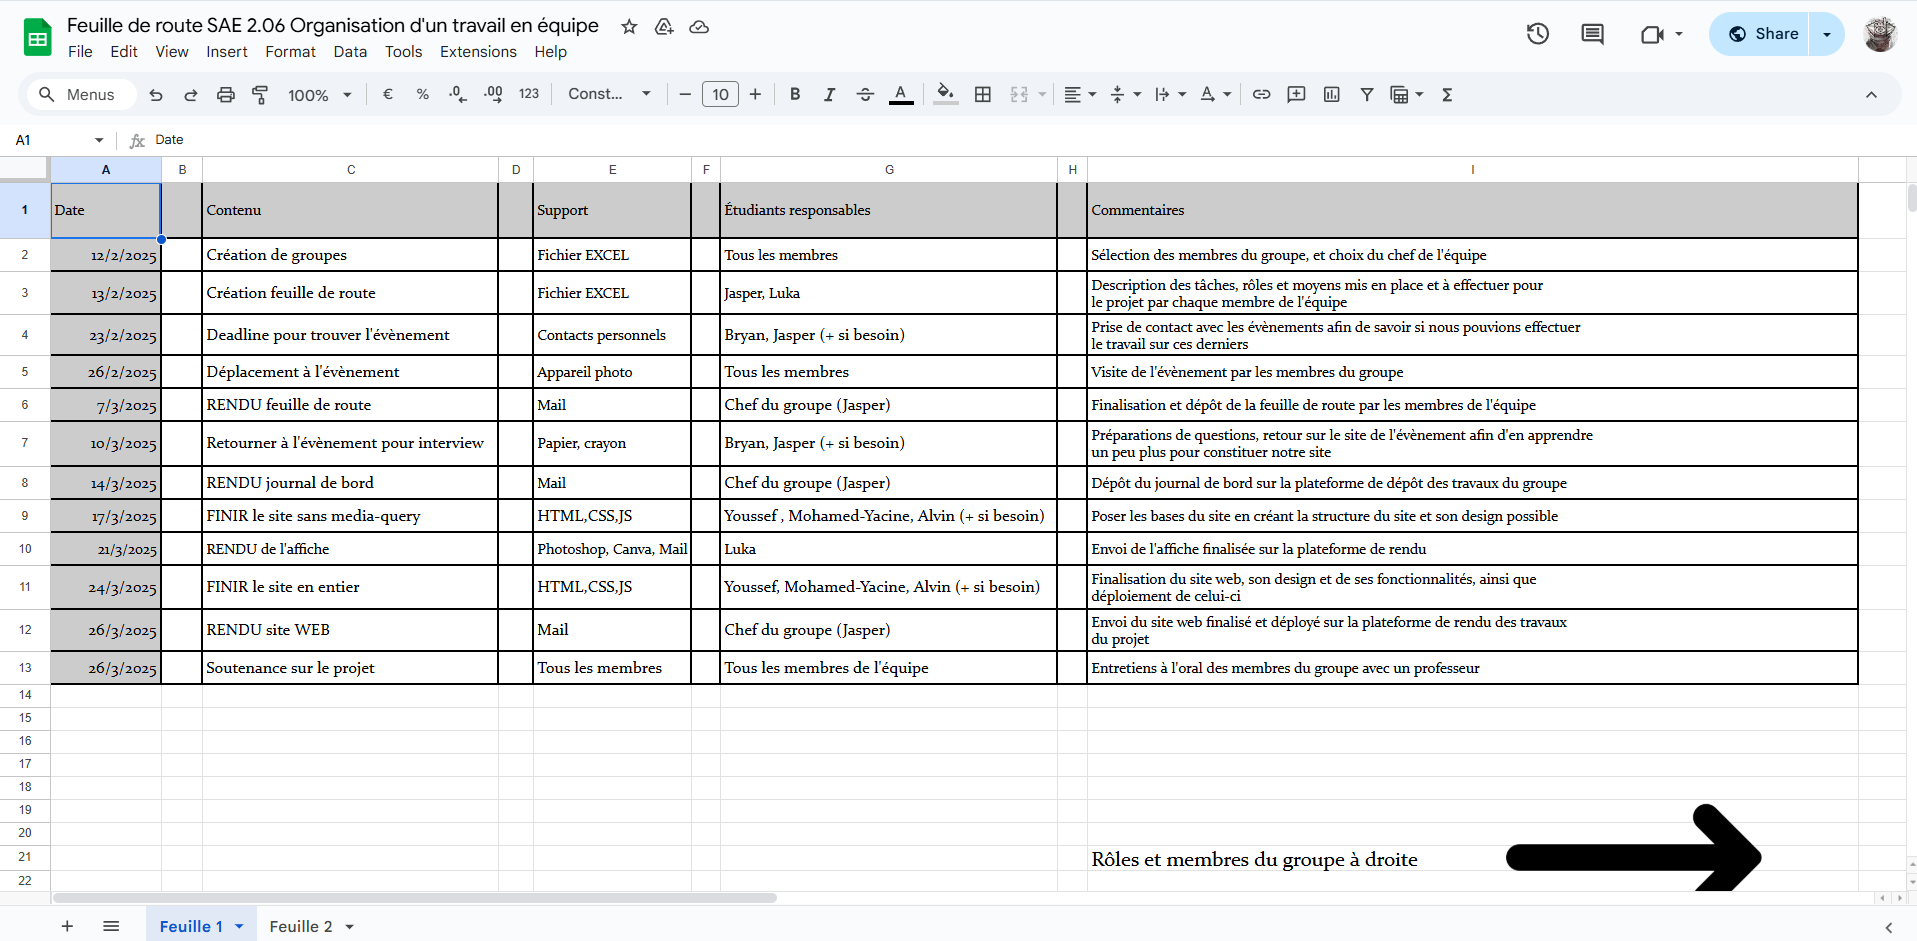 Feuille de route SAE 2.06 Organisation d'un travail en équipe
File Edit View Insert Format Data Tools Extensions Help
Share
Menus 100% € % .0 .00 123 Const... 10 B I A
A1 fx Date
A B C D E F G H I
1 Date Contenu Support Étudiants responsables Commentaires
2 12/2/2025 Création de groupes Fichier EXCEL Tous les membres Sélection des membres du groupe, et choix du chef de l'équipe
3 13/2/2025 Création feuille de route Fichier EXCEL Jasper, Luka Description des tâches, rôles et moyens mis en place et à effectuer pour
le projet par chaque membre de l'équipe
4 23/2/2025 Deadline pour trouver l'évènement Contacts personnels Bryan, Jasper (+ si besoin) Prise de contact avec les évènements afin de savoir si nous pouvions effectuer
le travail sur ces derniers
5 26/2/2025 Déplacement à l'évènement Appareil photo Tous les membres Visite de l'évènement par les membres du groupe
6 7/3/2025 RENDU feuille de route Mail Chef du groupe (Jasper) Finalisation et dépôt de la feuille de route par les membres de l'équipe
7 10/3/2025 Retourner à l'évènement pour interview Papier, crayon Bryan, Jasper (+ si besoin) Préparations de questions, retour sur le site de l'évènement afin d'en apprendre
un peu plus pour constituer notre site
8 14/3/2025 RENDU journal de bord Mail Chef du groupe (Jasper) Dépôt du journal de bord sur la plateforme de dépôt des travaux du groupe
9 17/3/2025 FINIR le site sans media-query HTML,CSS,JS Youssef , Mohamed-Yacine, Alvin (+ si besoin) Poser les bases du site en créant la structure du site et son design possible
10 21/3/2025 RENDU de l'affiche Photoshop, Canva, Mail Luka Envoi de l'affiche finalisée sur la plateforme de rendu
11 24/3/2025 FINIR le site en entier HTML,CSS,JS Youssef, Mohamed-Yacine, Alvin (+ si besoin) Finalisation du site web, son design et de ses fonctionnalités, ainsi que
déploiement de celui-ci
12 26/3/2025 RENDU site WEB Mail Chef du groupe (Jasper) Envoi du site web finalisé et déployé sur la plateforme de rendu des travaux
du projet
13 26/3/2025 Soutenance sur le projet Tous les membres Tous les membres de l'équipe Entretiens à l'oral des membres du groupe avec un professeur
14
15
16
17
18
19
20
21 Rôles et membres du groupe à droite
22
Feuille 1 Feuille 2